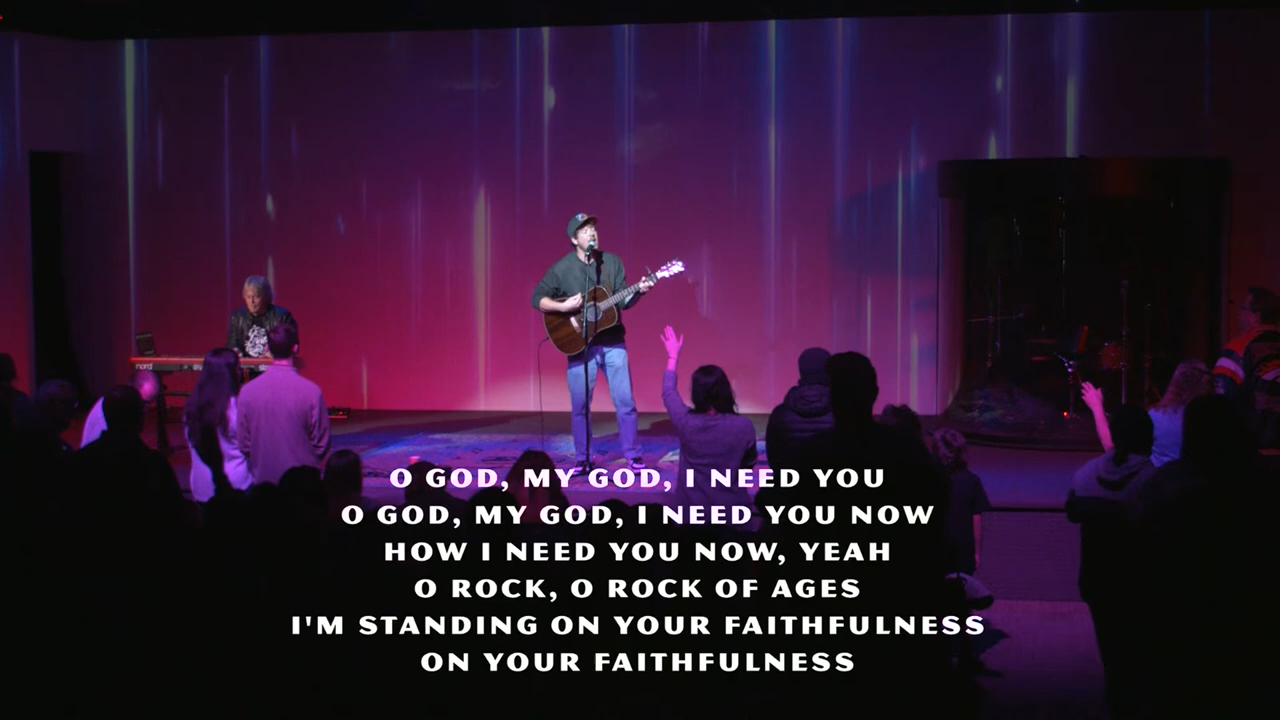 nord
O GOD, MY GOD, I NEED YOU
O GOD, MY GOD, I NEED YOU NOW
HOW I NEED YOU NOW, YEAH
O ROCK, O ROCK OF AGES
I'M STANDING ON YOUR FAITHFULNESS
ON YOUR FAITHFULNESS